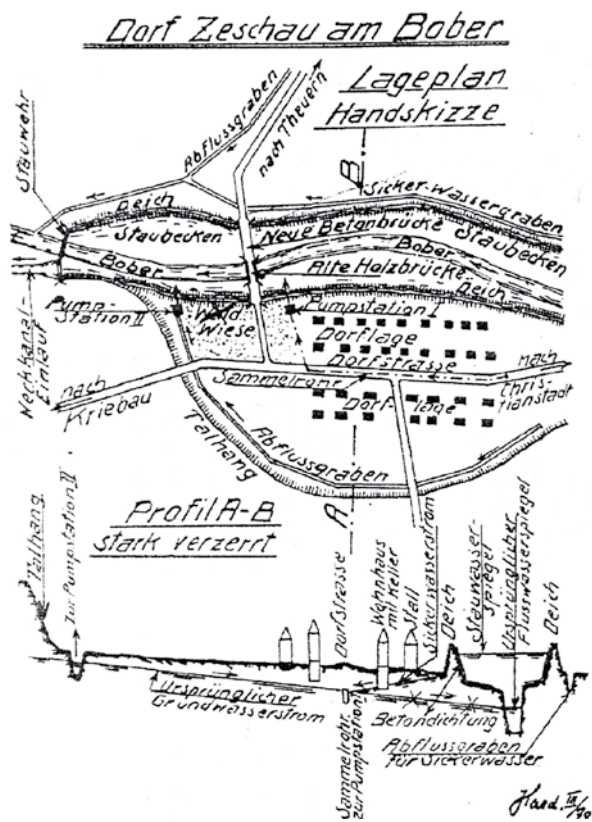 Dorf Zeschau am Bober
Lageplan
Handskizze
Stauwehr
Abflussgraben
nach Theuern
B
Sicker-Wassergraben
Deich
Staubecken
Neue Betonbrücke
Staubecken
Bober
Bober
Alte Holzbrücke
Deich
Pump-
station II
Wald
Wiese
Pumpstation I
Dorflage
Dorfstrasse
nach
Chris-
tianstadt
Werkkanal-
Einlauf
nach
Kriebau
Sammelrohr
Dorf-
lage
Talhang
Abflussgraben
A
Profil A-B
stark verzerrt
Talhang
zur Pumpstation II
Dorfstrasse
Wohnhaus
mit Keller
Stall
Sickerwasserstrom
Deich
Stauwasser-
spiegel
Ursprünglicher
Flusswasserspiegel
Deich
Ursprünglicher
Grundwasserstrom
Sammelrohr
zur Pumpstation
Betondichtung
Abflussgraben
für Sickerwasser